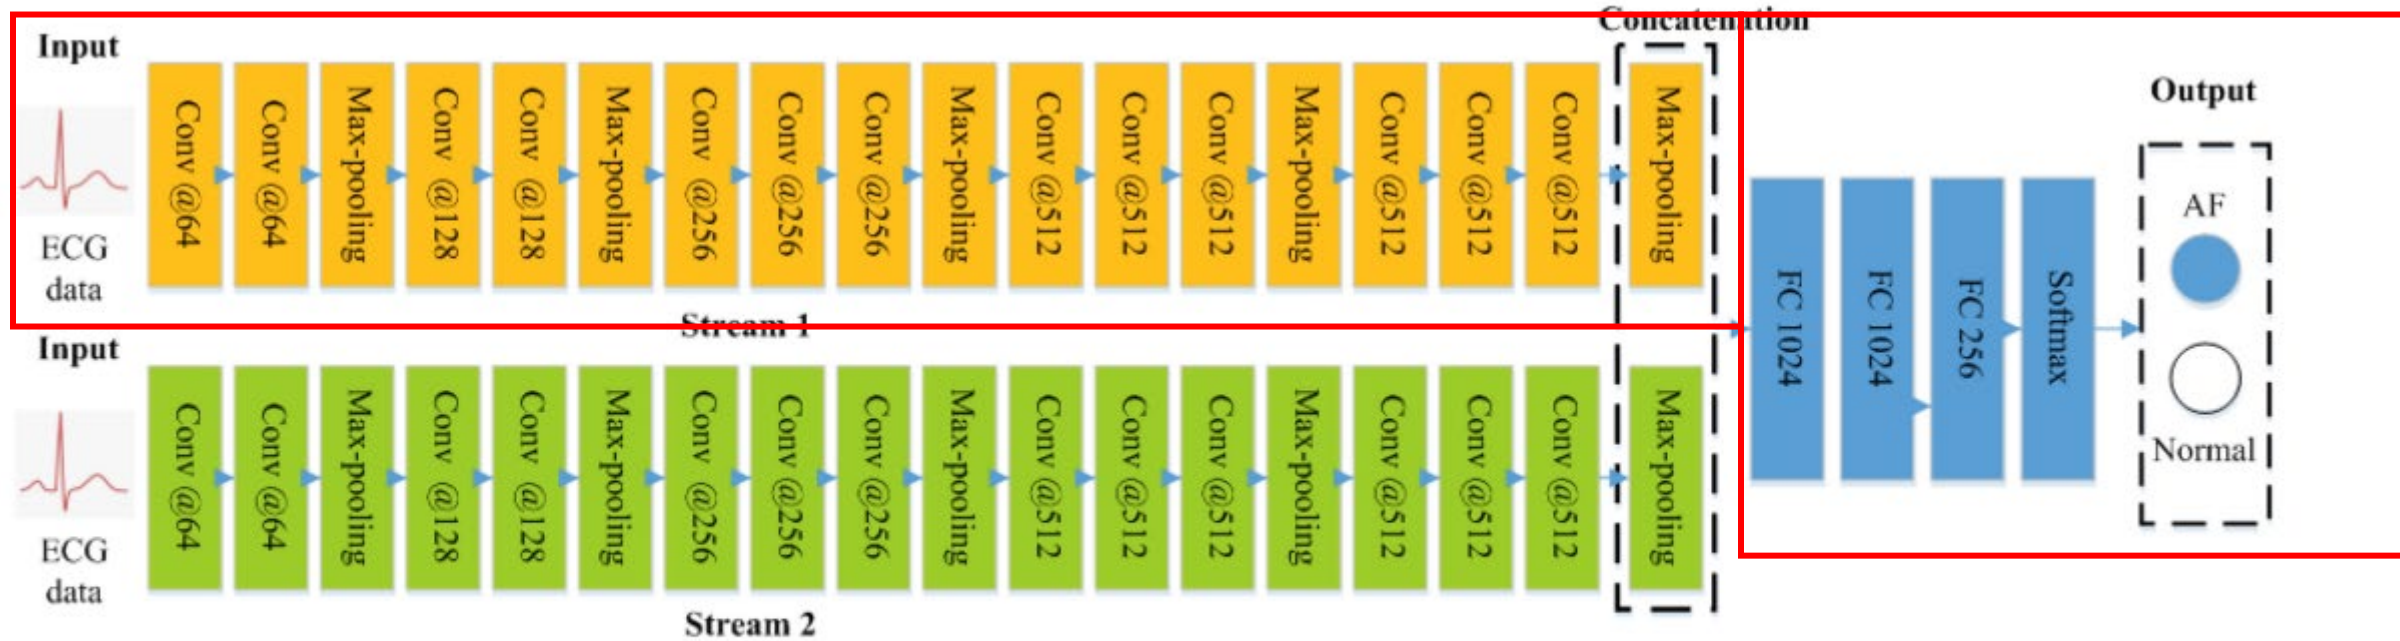 Concatenation
Input
Conv @64
Conv @64
Max-pooling
Conv @128
Conv @128
Max-pooling
Conv @256
Conv @256
Conv @256
Max-pooling
Conv @512
Conv @512
Conv @512
Max-pooling
Conv @512
Conv @512
Conv @512
Max-pooling
ECG
data
Stream 1
Input
Conv @64
Conv @64
Max-pooling
Conv @128
Conv @128
Max-pooling
Conv @256
Conv @256
Conv @256
Max-pooling
Conv @512
Conv @512
Conv @512
Max-pooling
Conv @512
Conv @512
Conv @512
Max-pooling
ECG
data
Stream 2
FC 1024
FC 1024
FC 256
Softmax
Output
AF
Normal